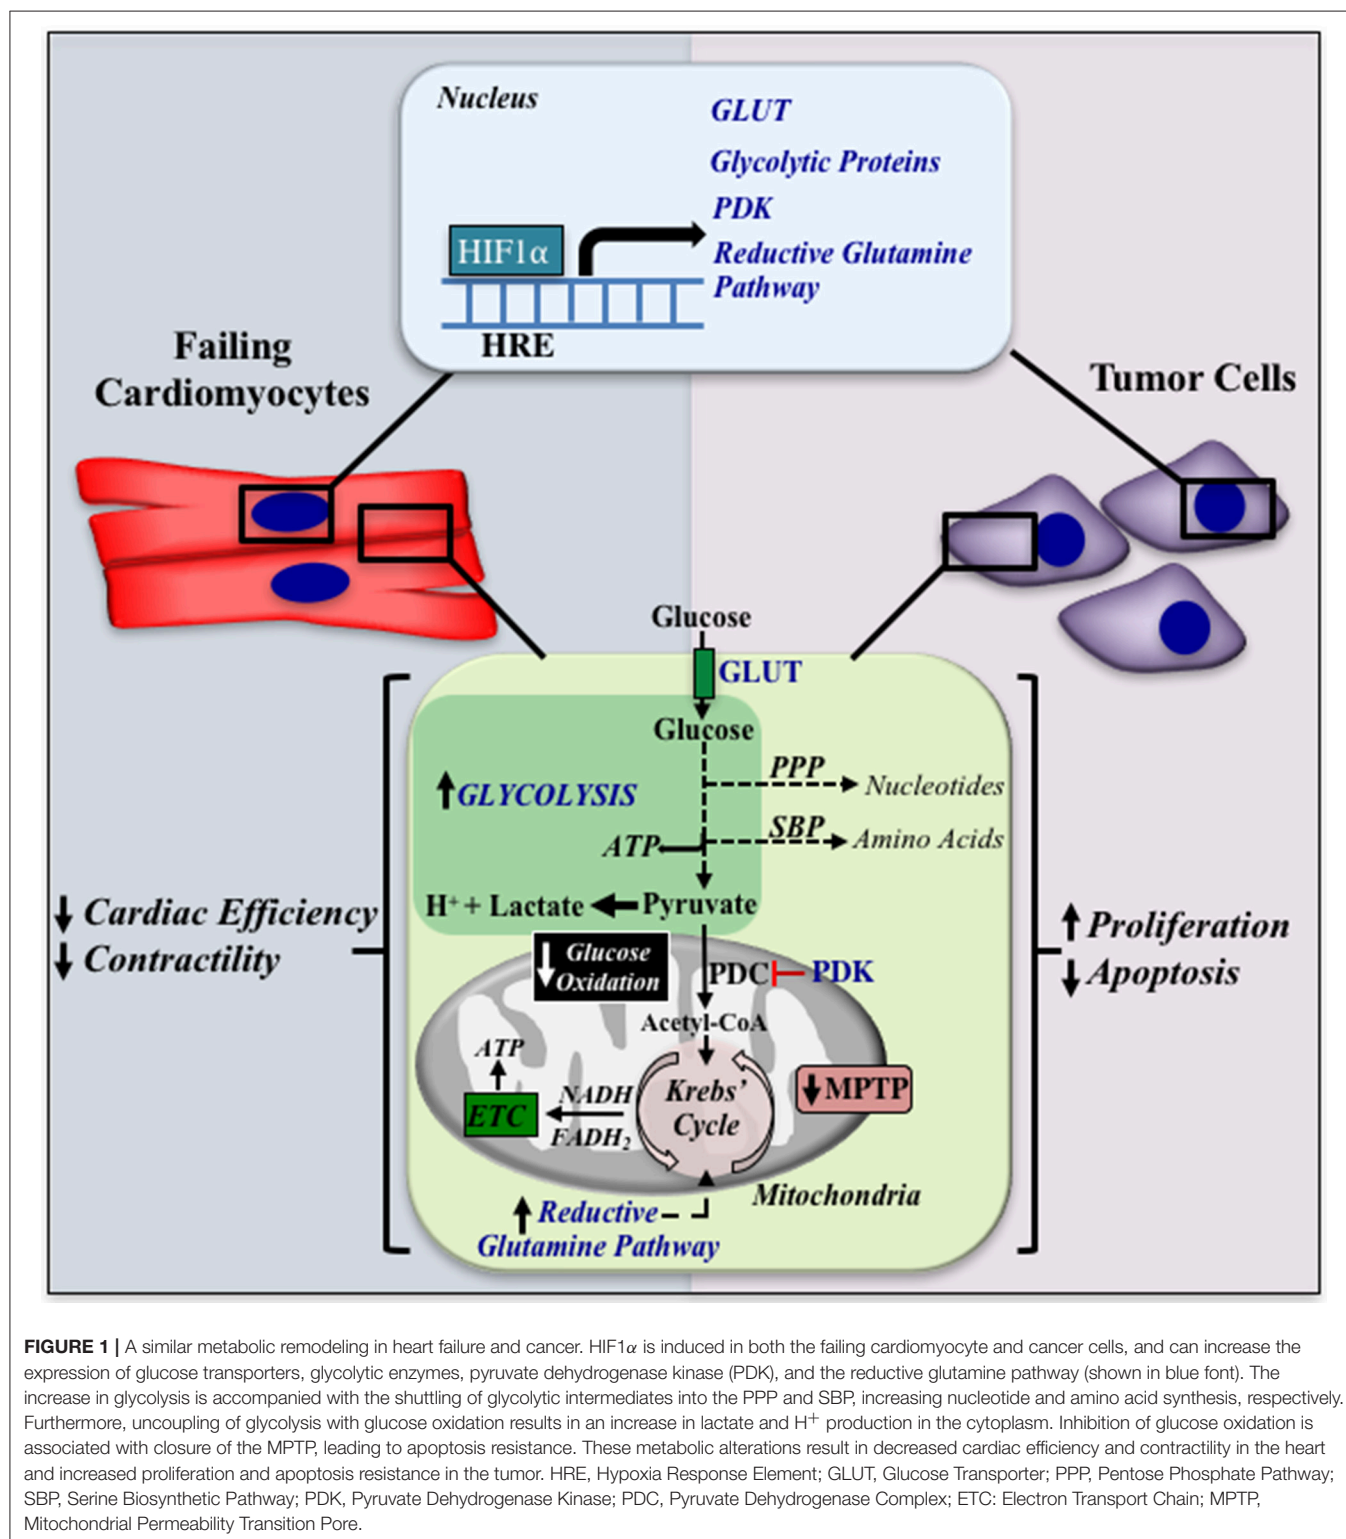 Nucleus
GLUT
Glycolytic Proteins
PDK
HIF1α
Reductive Glutamine
Pathway
HRE
Failing
Cardiomyocytes
Tumor Cells
Glucose
GLUT
Glucose
PPP
Nucleotides
GLYCOLYSIS
SBP
Amino Acids
ATP
H+ + Lactate
Pyruvate
Cardiac Efficiency
Contractility
Proliferation
Apoptosis
Glucose
Oxidation
PDC
PDK
Acetyl-CoA
ATP
NADH
Krebs'
Cycle
MPTP
ETC
FADH2
Mitochondria
Reductive
Glutamine Pathway
FIGURE 1 | A similar metabolic remodeling in heart failure and cancer. HIF1α is induced in both the failing cardiomyocyte and cancer cells, and can increase the
expression of glucose transporters, glycolytic enzymes, pyruvate dehydrogenase kinase (PDK), and the reductive glutamine pathway (shown in blue font). The
increase in glycolysis is accompanied with the shuttling of glycolytic intermediates into the PPP and SBP, increasing nucleotide and amino acid synthesis, respectively.
Furthermore, uncoupling of glycolysis with glucose oxidation results in an increase in lactate and H+ production in the cytoplasm. Inhibition of glucose oxidation is
associated with closure of the MPTP, leading to apoptosis resistance. These metabolic alterations result in decreased cardiac efficiency and contractility in the heart
and increased proliferation and apoptosis resistance in the tumor. HRE, Hypoxia Response Element; GLUT, Glucose Transporter; PPP, Pentose Phosphate Pathway;
SBP, Serine Biosynthetic Pathway; PDK, Pyruvate Dehydrogenase Kinase; PDC, Pyruvate Dehydrogenase Complex; ETC: Electron Transport Chain; MPTP,
Mitochondrial Permeability Transition Pore.